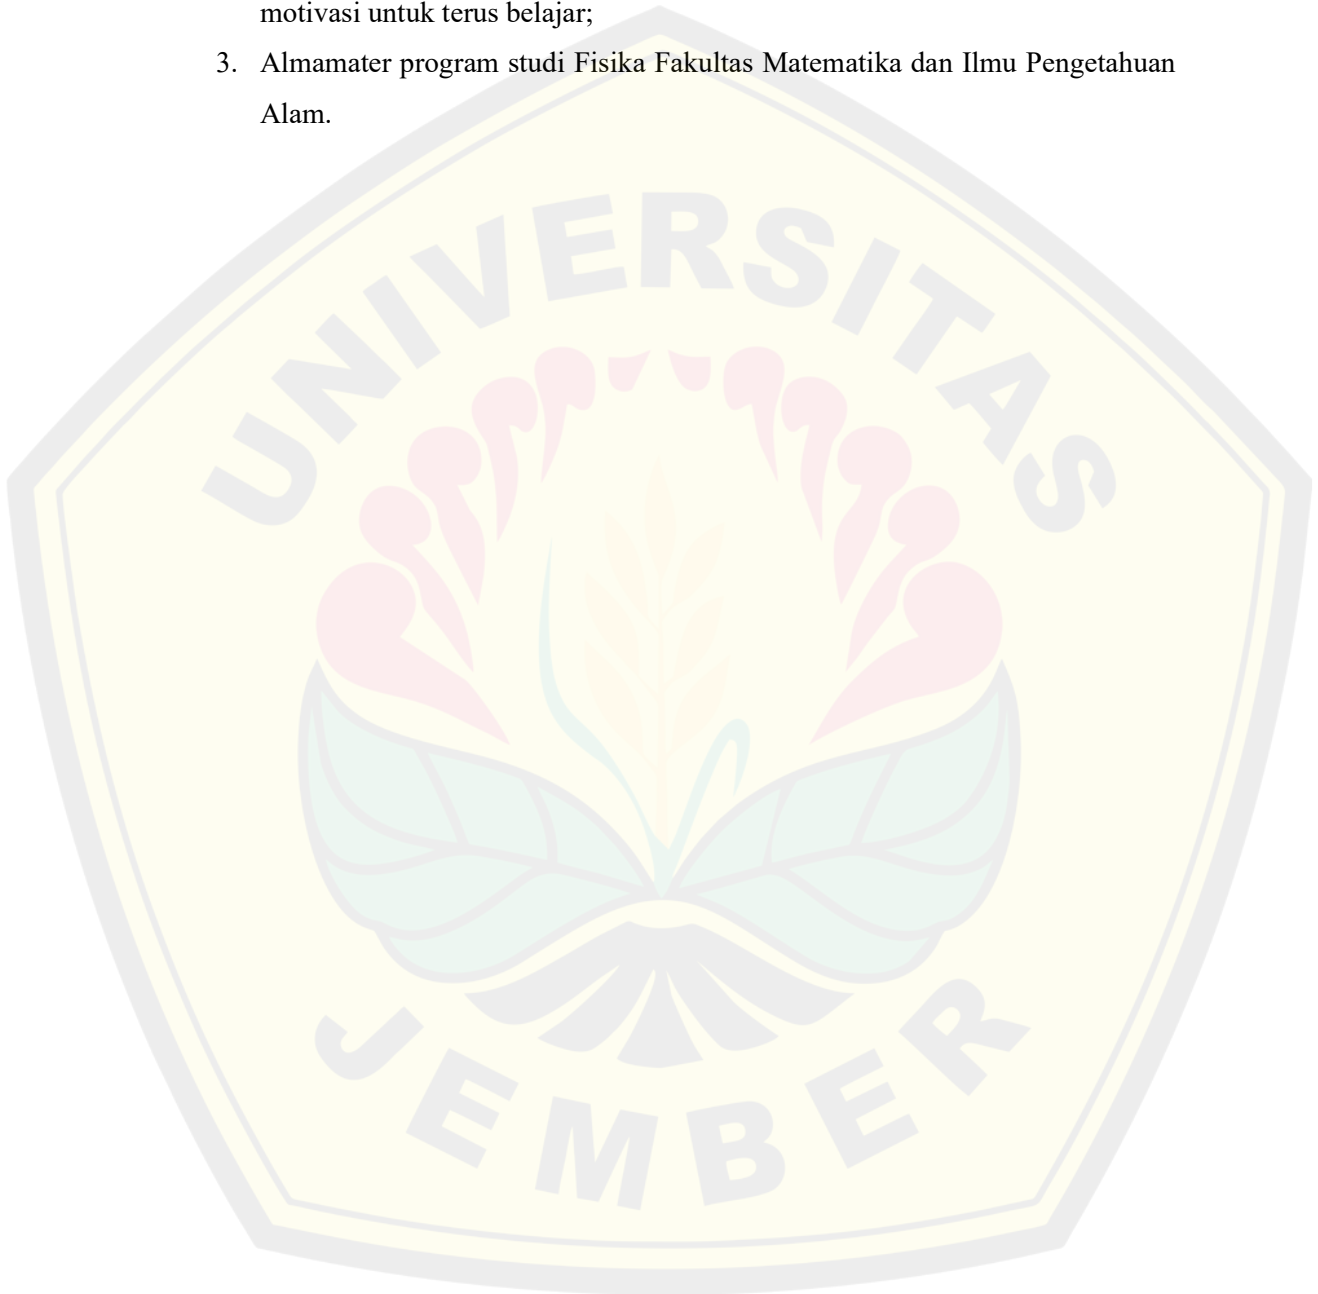 motivasi untuk terus belajar;
3. Almamater program studi Fisika Fakultas Matematika dan Ilmu Pengetahuan
Alam.
UNIVERSITAS
JEMBER